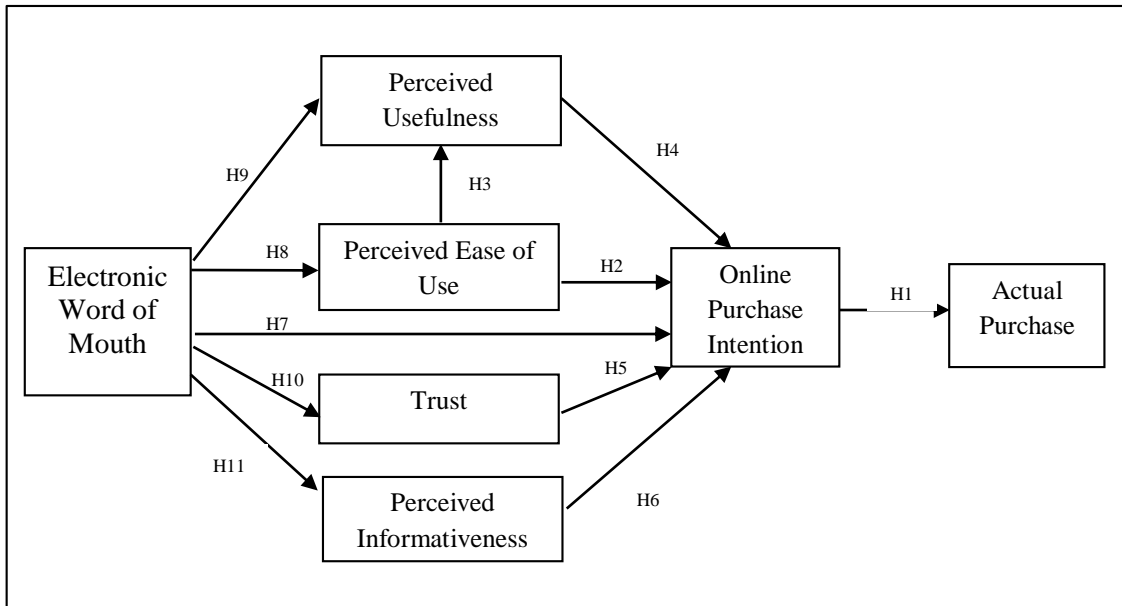 Perceived
Usefulness
H4
H9
H3
Perceived Ease of
Use
H8
H2
Electronic
Word of
Mouth
Online
Purchase
Intention
H1
Actual
Purchase
H7
H10
Trust
H5
H11
Perceived
Informativeness
H6